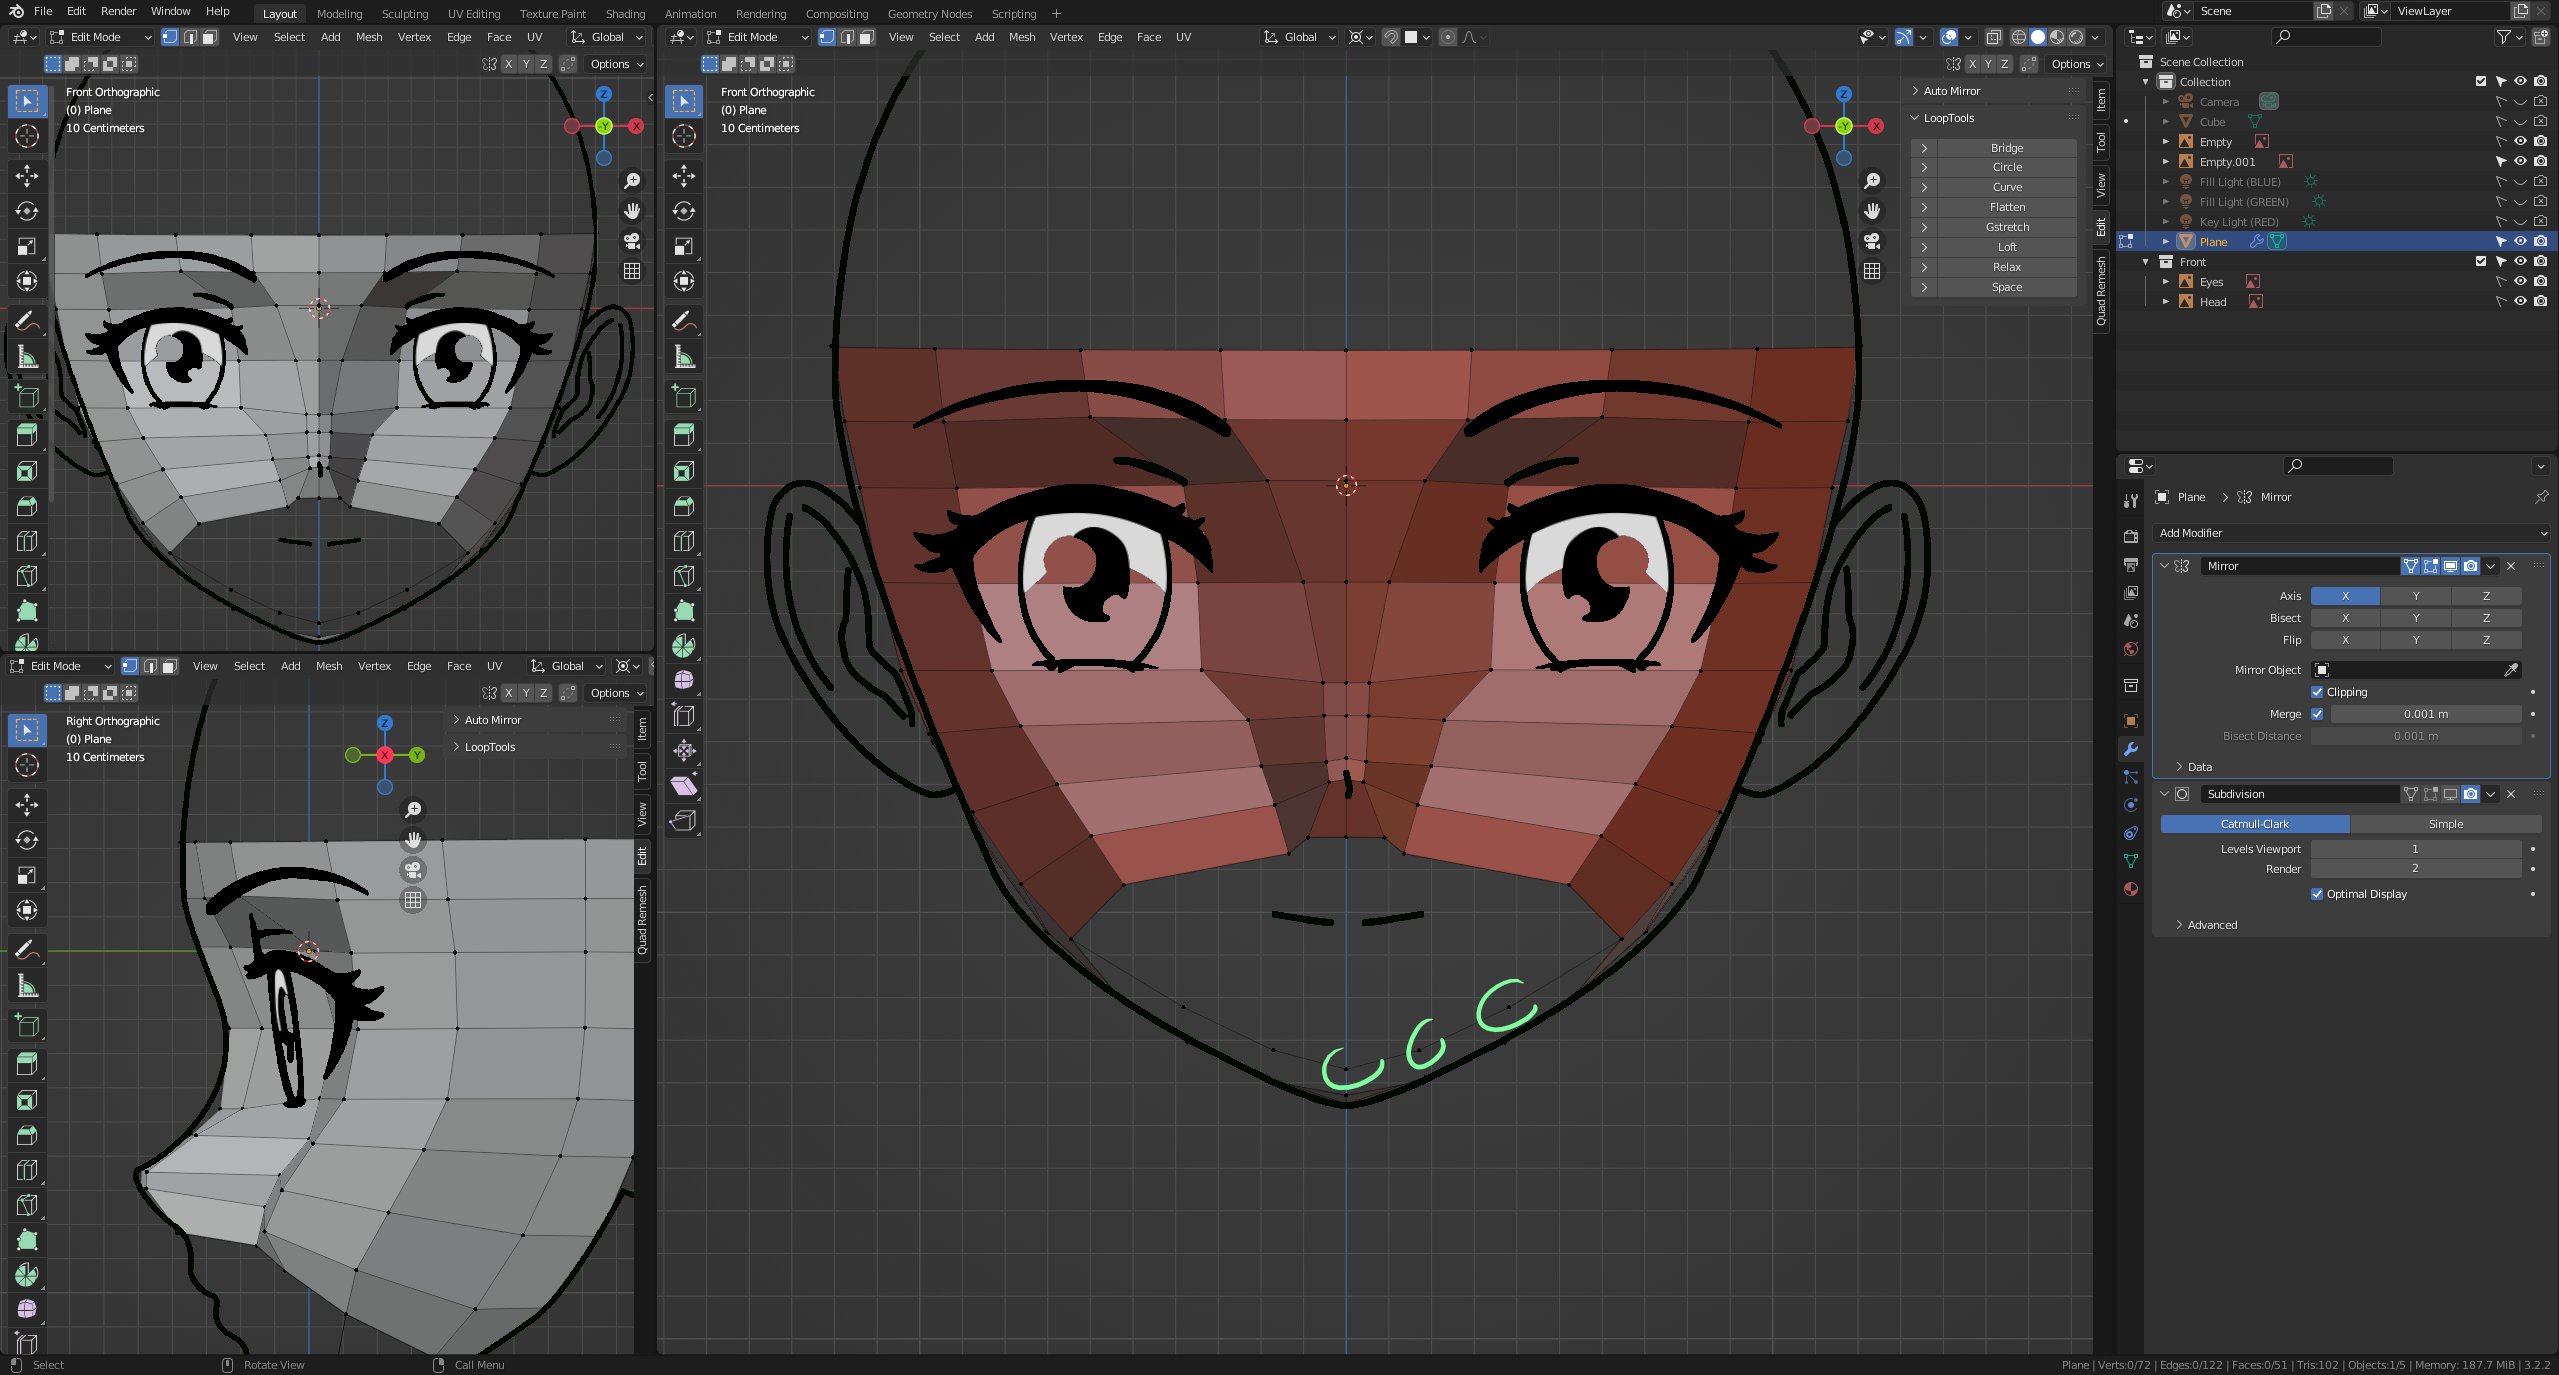 File Edit Render Window Help Layout Modeling Sculpting UV Editing Texture Paint Shading Animation Rendering Compositing Geometry Nodes Scripting + Scene ViewLayer
Edit Mode View Select Add Mesh Vertex Edge Face UV Global
X Y Z Options
Front Orthographic
(0) Plane
10 Centimeters
Z
-Y
X
Edit Mode View Select Add Mesh Vertex Edge Face UV Global
X Y Z Options
Right Orthographic
(0) Plane
10 Centimeters
Z
X
Y
Auto Mirror
LoopTools
Item
Tool
View
Edit
Quad Remesh
Edit Mode View Select Add Mesh Vertex Edge Face UV Global
X Y Z Options
Front Orthographic
(0) Plane
10 Centimeters
Z
-Y
X
Auto Mirror
LoopTools
Bridge
Circle
Curve
Flatten
Gstretch
Loft
Relax
Space
Item
Tool
View
Edit
Quad Remesh
Scene Collection
Collection
Camera
Cube
Empty
Empty.001
Fill Light (BLUE)
Fill Light (GREEN)
Key Light (RED)
Plane
Front
Eyes
Head
Plane > Mirror
Add Modifier
Mirror
Axis X Y Z
Bisect X Y Z
Flip X Y Z
Mirror Object
Clipping
Merge 0.001 m
Bisect Distance 0.001 m
Data
Subdivision
Catmull-Clark Simple
Levels Viewport 1
Render 2
Optimal Display
Advanced
Select Rotate View Call Menu
Plane | Verts:0/72 | Edges:0/122 | Faces:0/51 | Tris:102 | Objects:1/5 | Memory: 187.7 MiB | 3.2.2